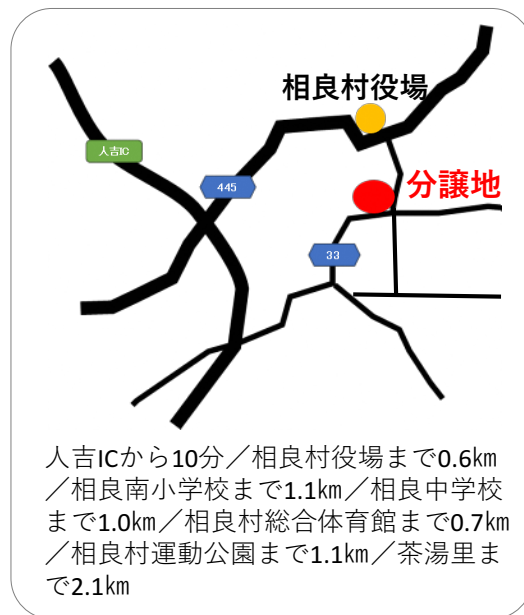 相良村役場
人吉IC
445
分譲地
33
人吉ICから10分／相良村役場まで0.6㎞
／相良南小学校まで1.1㎞／相良中学校
まで1.0㎞／相良村総合体育館まで0.7㎞
／相良村運動公園まで1.1㎞／茶湯里ま
で2.1㎞